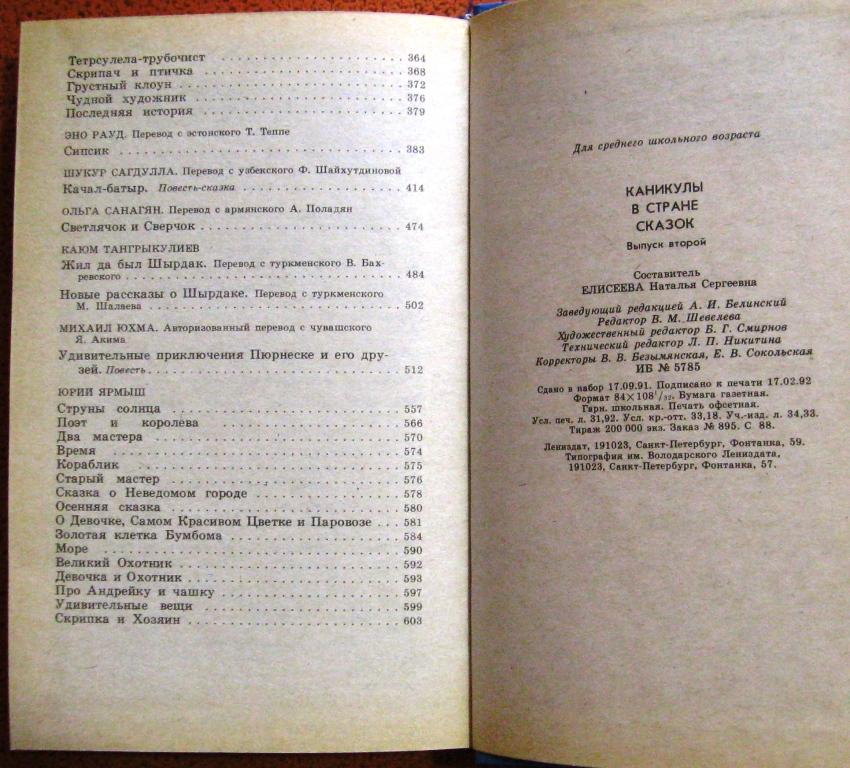 Тетрсулела-трубочист . . . . . . . . . . . . . . . . . . 364
Скрипач и птичка . . . . . . . . . . . . . . . . . . . 368
Грустный клоун . . . . . . . . . . . . . . . . . . . . 372
Чудной художник . . . . . . . . . . . . . . . . . . . 376
Последняя история . . . . . . . . . . . . . . . . . . . 379
ЭНО РАУД. Перевод с эстонского Т. Теппе
Сипсик . . . . . . . . . . . . . . . . . . . . . . . . 383
ШУКУР САГДУЛЛА. Перевод с узбекского Ф. Шайхутдиновой
Качал-батыр. Повесть-сказка . . . . . . . . . . . . . . . 414
ОЛЬГА САНАГЯН. Перевод с армянского А. Поладян
Светлячок и Сверчок . . . . . . . . . . . . . . . . . . 474
КАЮМ ТАНГРЫКУЛИЕВ
Жил да был Шырдак. Перевод с туркменского В. Бах-
ревского . . . . . . . . . . . . . . . . . . . . . . . 484
Новые рассказы о Шырдаке. Перевод с туркменского
М. Шалаева . . . . . . . . . . . . . . . . . . . . . . 502
МИХАИЛ ЮХМА. Авторизованный перевод с чувашского
Я. Акима
Удивительные приключения Пюрнеске и его дру-
зей. Повесть . . . . . . . . . . . . . . . . . . . . . . 512
ЮРИЙ ЯРМЫШ
Струны солнца . . . . . . . . . . . . . . . . . . . . 557
Поэт и королева . . . . . . . . . . . . . . . . . . . 566
Два мастера . . . . . . . . . . . . . . . . . . . . . 570
Время . . . . . . . . . . . . . . . . . . . . . . . . 574
Кораблик . . . . . . . . . . . . . . . . . . . . . . 575
Старый мастер . . . . . . . . . . . . . . . . . . . . 576
Сказка о Неведомом городе . . . . . . . . . . . . . . 578
Осенняя сказка . . . . . . . . . . . . . . . . . . . . 580
О Девочке, Самом Красивом Цветке и Паровозе . . . 581
Золотая клетка Бумбома . . . . . . . . . . . . . . . . 584
Море . . . . . . . . . . . . . . . . . . . . . . . . 590
Великий Охотник . . . . . . . . . . . . . . . . . . . 592
Девочка и Охотник . . . . . . . . . . . . . . . . . . 593
Про Андрейку и чашку . . . . . . . . . . . . . . . . 597
Удивительные вещи . . . . . . . . . . . . . . . . . . 599
Скрипка и Хозяин . . . . . . . . . . . . . . . . . . 603
Для среднего школьного возраста
КАНИКУЛЫ
В СТРАНЕ
СКАЗОК
Выпуск второй
Составитель
ЕЛИСЕЕВА Наталья Сергеевна
Заведующий редакцией А. И. Белинский
Редактор В. М. Шевелева
Художественный редактор Б. Г. Смирнов
Технический редактор Л. П. Никитина
Корректоры В. В. Безымянская, Е. В. Сокольская
ИБ № 5785
Сдано в набор 17.09.91. Подписано к печати 17.02.92
Формат 84×108¹/₃₂. Бумага газетная.
Гарн. школьная. Печать офсетная.
Усл. печ. л. 31,92. Усл. кр.-отт. 33,18. Уч.-изд. л. 34,33.
Тираж 200 000 экз. Заказ № 895. С 88.
Лениздат, 191023, Санкт-Петербург, Фонтанка, 59.
Типография им. Володарского Лениздата,
191023, Санкт-Петербург, Фонтанка, 57.